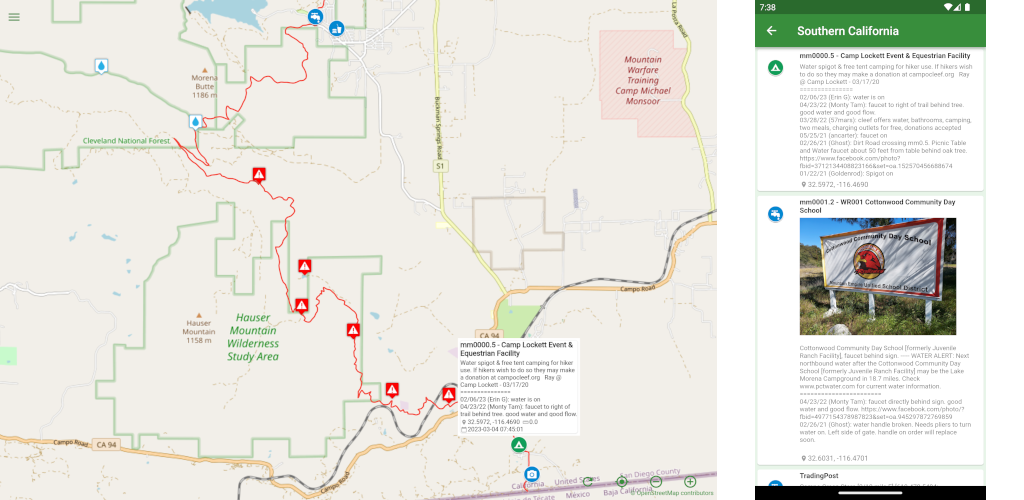 Morena
Butte
1186 m
Cleveland National Forest
Buckman Springs Road
La Posta Road
Mountain
Warfare
Training
Camp Michael
Monsoor
S1
Campo Road
CA 94
Hauser
Mountain
1158 m
Hauser
Mountain
Wilderness
Study Area
mm0000.5 - Camp Lockett Event &
Equestrian Facility
Water spigot & free tent camping for hiker
use. If hikers wish to do so they may make
a donation at campocleef.org Ray @
Camp Lockett - 03/17/20
===============
02/06/23 (Erin G): water is on
04/23/22 (Monty Tam): faucet to right of
trail behind tree. good water and good flow.
32.5972, -116.4690 ⇔0.0
2023-03-04 07:45:01
Campo Road
CA 94
California
United States
México
San Diego County
Baja California
© OpenStreetMap contributors
7:38
Southern California
mm0000.5 - Camp Lockett Event & Equestrian Facility
Water spigot & free tent camping for hiker use. If hikers wish
to do so they may make a donation at campocleef.org Ray
@ Camp Lockett - 03/17/20
===============
02/06/23 (Erin G): water is on
04/23/22 (Monty Tam): faucet to right of trail behind tree.
good water and good flow.
03/28/22 (57mars): cleef offers water, bathrooms, camping,
two meals, charging outlets for free, donations accepted
05/25/21 (ancarter): faucet on
02/26/21 (Ghost): Dirt Road crossing mm0.5. Picnic Table
and Water faucet about 50 feet from table behind oak tree.
https://www.facebook.com/photo?
fbid=3712134408823166&set=oa.152570456688674
01/22/21 (Goldenrod): Spigot on
32.5972, -116.4690
mm0001.2 - WR001 Cottonwood Community Day
School
Cottonwood Community Day School
Mountain Empire Unified School District
Cottonwood Community Day School [formerly Juvenile
Ranch Facility], faucet behind sign. ---- WATER ALERT: Next
northbound water after the Cottonwood Community Day
School [formerly Juvenile Ranch Facility] may be the Lake
Morena Campground in 18.7 miles. Check
www.pctwater.com for current water information.
======================
04/23/22 (Monty Tam): faucet directly behind sign. good
water and good flow. https://www.facebook.com/photo/?
fbid=4977154378987823&set=oa.945297872769859
02/26/21 (Ghost): water handle broken. Needs pliers to turn
water on. Left side of gate. handle on order will replace
soon.
32.6031, -116.4701
TradingPost